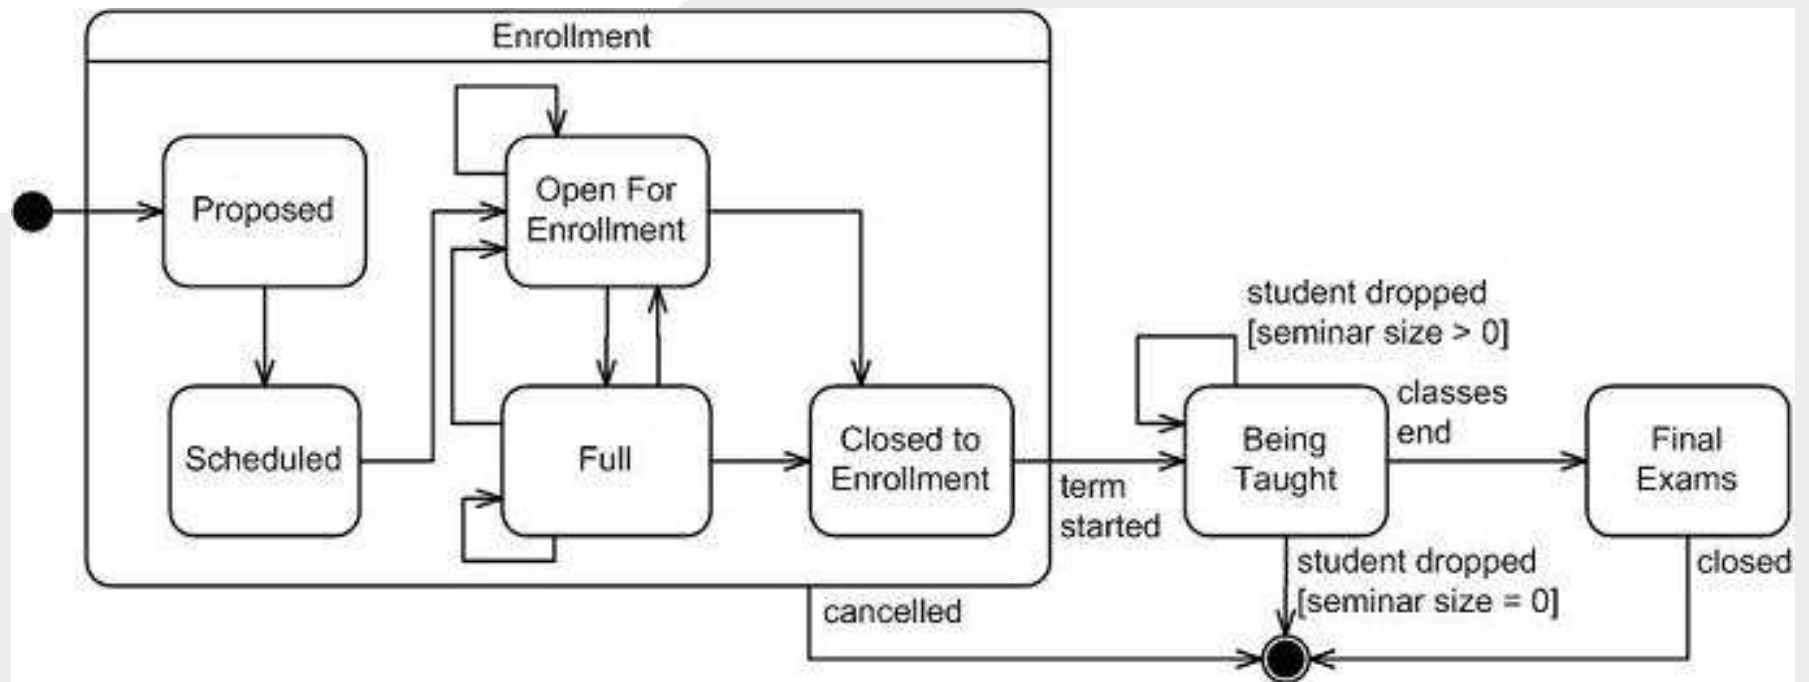 Enrollment
Proposed
Open For
Enrollment
Scheduled
Full
Closed to
Enrollment
term
started
cancelled
student dropped
[seminar size > 0]
Being
Taught
classes
end
Final
Exams
student dropped
[seminar size = 0]
closed